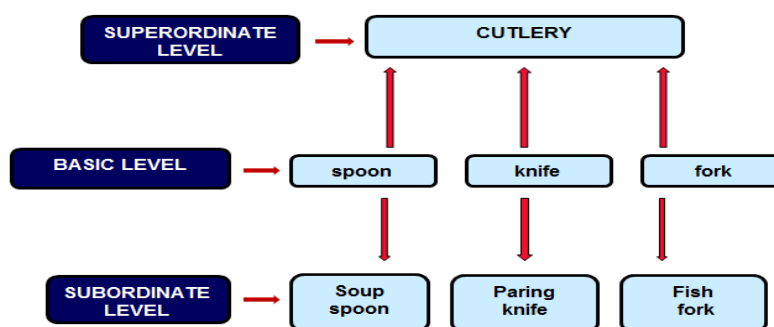 SUPERORDINATE
LEVEL
CUTLERY
BASIC LEVEL
spoon
knife
fork
SUBORDINATE
LEVEL
Soup
spoon
Paring
knife
Fish
fork